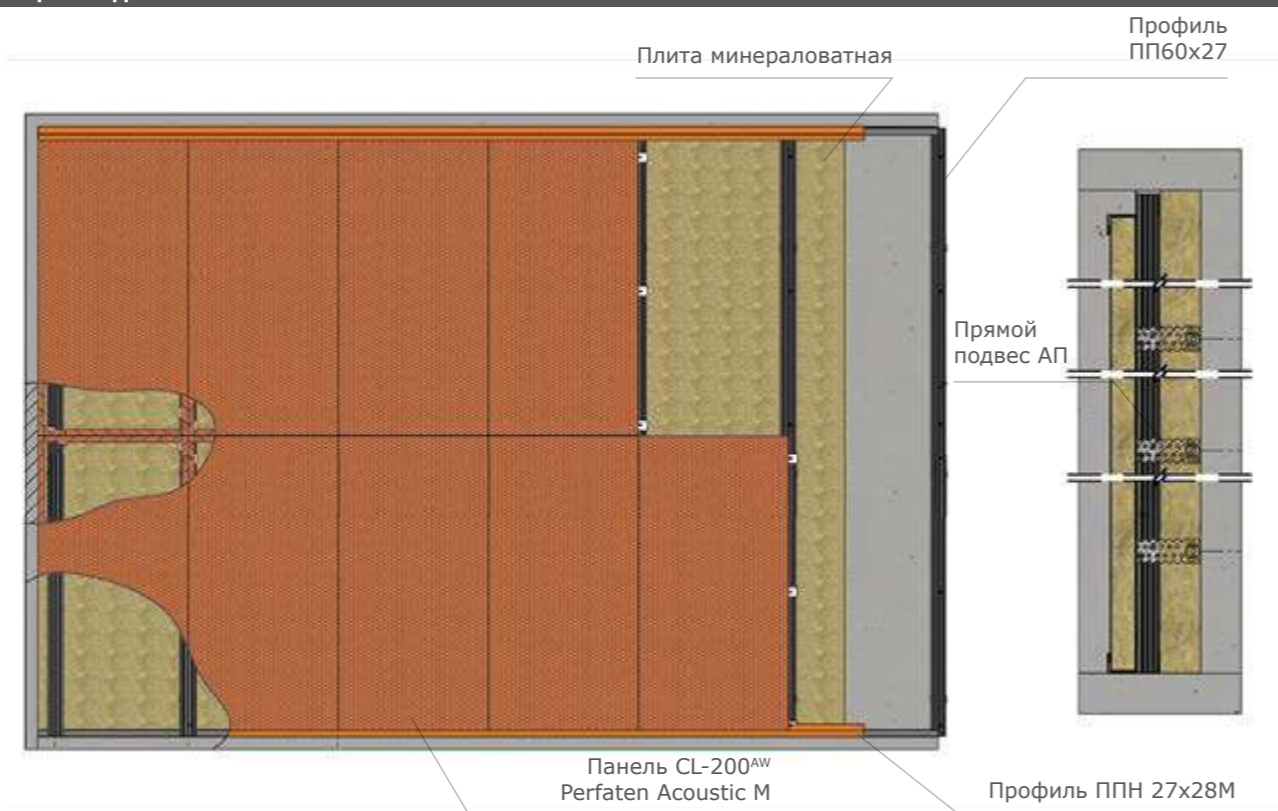 Профиль
ПП60х27
Плита минераловатная
Прямой
подвес АП
Панель CL-200ᴬᵂ
Perfaten Acoustic M
Профиль ППН 27х28М